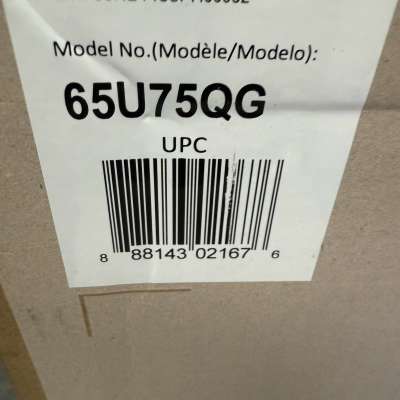 Model No.(Modèle/Modelo):
65U75QG
UPC
8 88143 02167 6